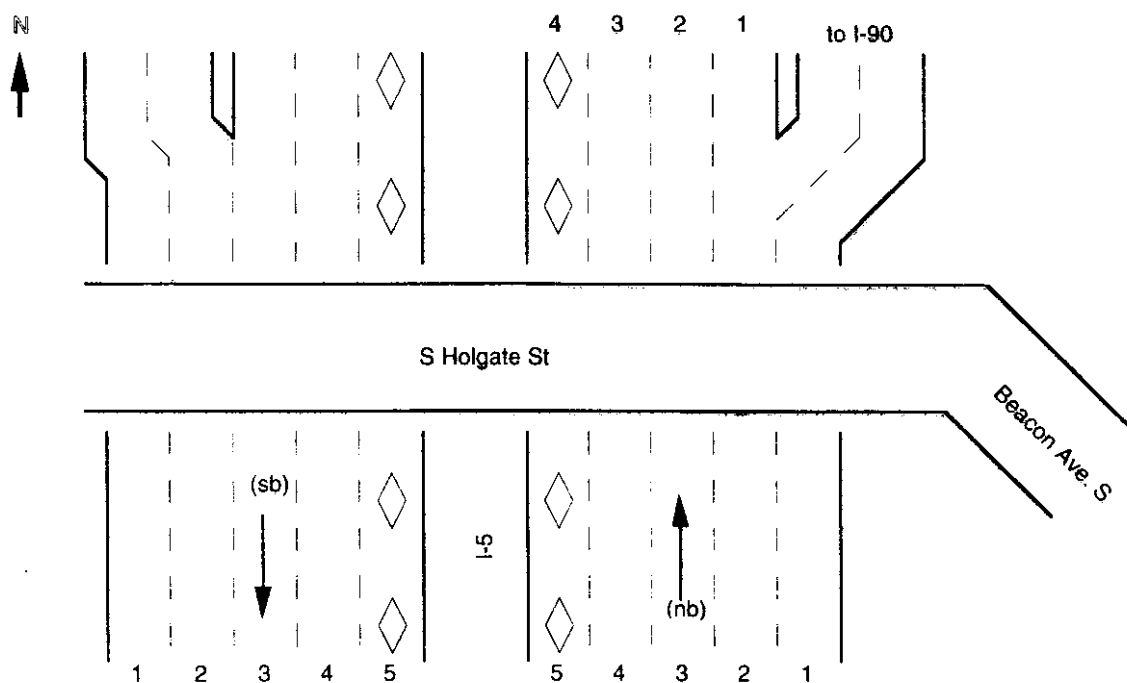 N
4 3 2 1
to I-90
S Holgate St
Beacon Ave. S
(sb)
I-5
(nb)
1 2 3 4 5 5 4 3 2 1